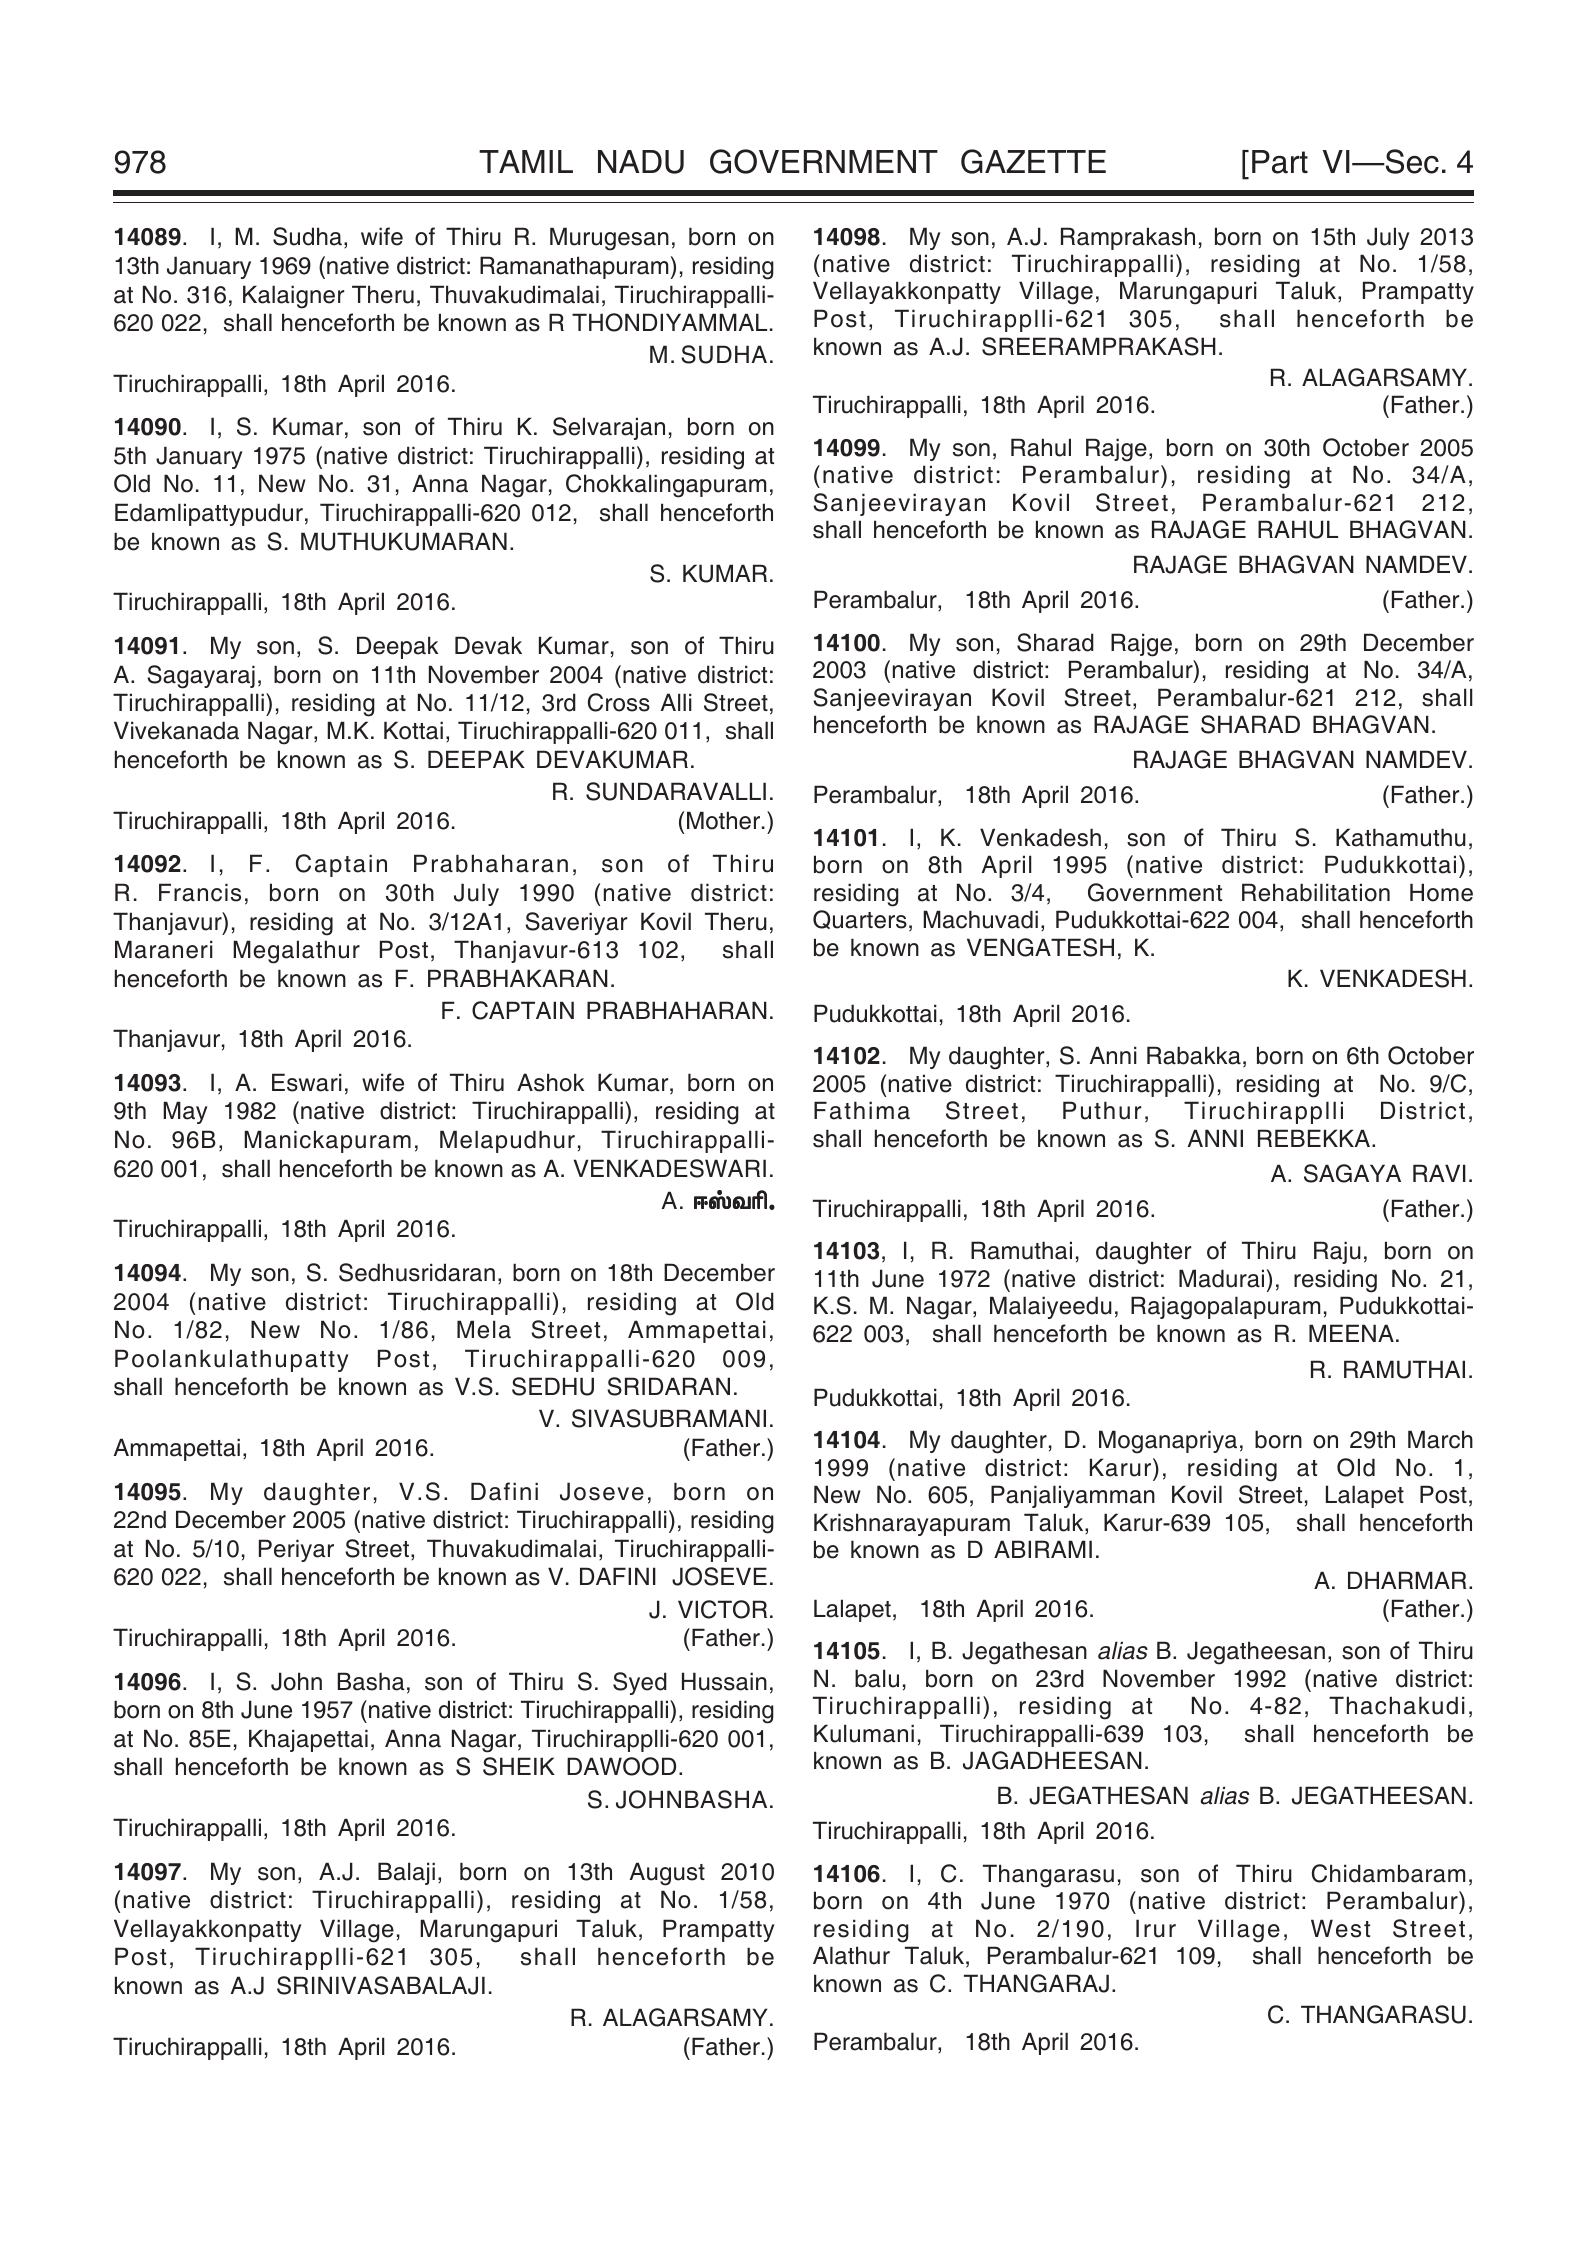 978 TAMIL NADU GOVERNMENT GAZETTE [Part VI—Sec. 4
14089. I, M. Sudha, wife of Thiru R. Murugesan, born on
13th January 1969 (native district: Ramanathapuram), residing
at No. 316, Kalaigner Theru, Thuvakudimalai, Tiruchirappalli-
620 022, shall henceforth be known as R THONDIYAMMAL.
M. SUDHA.
Tiruchirappalli, 18th April 2016.
14090. I, S. Kumar, son of Thiru K. Selvarajan, born on
5th January 1975 (native district: Tiruchirappalli), residing at
Old No. 11, New No. 31, Anna Nagar, Chokkalingapuram,
Edamlipattypudur, Tiruchirappalli-620 012, shall henceforth
be known as S. MUTHUKUMARAN.
S. KUMAR.
Tiruchirappalli, 18th April 2016.
14091. My son, S. Deepak Devak Kumar, son of Thiru
A. Sagayaraj, born on 11th November 2004 (native district:
Tiruchirappalli), residing at No. 11/12, 3rd Cross Alli Street,
Vivekanada Nagar, M.K. Kottai, Tiruchirappalli-620 011, shall
henceforth be known as S. DEEPAK DEVAKUMAR.
R. SUNDARAVALLI.
Tiruchirappalli, 18th April 2016. (Mother.)
14092. I, F. Captain Prabhaharan, son of Thiru
R. Francis, born on 30th July 1990 (native district:
Thanjavur), residing at No. 3/12A1, Saveriyar Kovil Theru,
Maraneri Megalathur Post, Thanjavur-613 102, shall
henceforth be known as F. PRABHAKARAN.
F. CAPTAIN PRABHAHARAN.
Thanjavur, 18th April 2016.
14093. I, A. Eswari, wife of Thiru Ashok Kumar, born on
9th May 1982 (native district: Tiruchirappalli), residing at
No. 96B, Manickapuram, Melapudhur, Tiruchirappalli-
620 001, shall henceforth be known as A. VENKADESWARI.
A. ஈஸ்வரி.
Tiruchirappalli, 18th April 2016.
14094. My son, S. Sedhusridaran, born on 18th December
2004 (native district: Tiruchirappalli), residing at Old
No. 1/82, New No. 1/86, Mela Street, Ammapettai,
Poolankulathupatty Post, Tiruchirappalli-620 009,
shall henceforth be known as V.S. SEDHU SRIDARAN.
V. SIVASUBRAMANI.
Ammapettai, 18th April 2016. (Father.)
14095. My daughter, V.S. Dafini Joseve, born on
22nd December 2005 (native district: Tiruchirappalli), residing
at No. 5/10, Periyar Street, Thuvakudimalai, Tiruchirappalli-
620 022, shall henceforth be known as V. DAFINI JOSEVE.
J. VICTOR.
Tiruchirappalli, 18th April 2016. (Father.)
14096. I, S. John Basha, son of Thiru S. Syed Hussain,
born on 8th June 1957 (native district: Tiruchirappalli), residing
at No. 85E, Khajapettai, Anna Nagar, Tiruchirapplli-620 001,
shall henceforth be known as S SHEIK DAWOOD.
S. JOHNBASHA.
Tiruchirappalli, 18th April 2016.
14097. My son, A.J. Balaji, born on 13th August 2010
(native district: Tiruchirappalli), residing at No. 1/58,
Vellayakkonpatty Village, Marungapuri Taluk, Prampatty
Post, Tiruchirapplli-621 305, shall henceforth be
known as A.J SRINIVASABALAJI.
R. ALAGARSAMY.
Tiruchirappalli, 18th April 2016. (Father.)
14098. My son, A.J. Ramprakash, born on 15th July 2013
(native district: Tiruchirappalli), residing at No. 1/58,
Vellayakkonpatty Village, Marungapuri Taluk, Prampatty
Post, Tiruchirapplli-621 305, shall henceforth be
known as A.J. SREERAMPRAKASH.
R. ALAGARSAMY.
Tiruchirappalli, 18th April 2016. (Father.)
14099. My son, Rahul Rajge, born on 30th October 2005
(native district: Perambalur), residing at No. 34/A,
Sanjeevirayan Kovil Street, Perambalur-621 212,
shall henceforth be known as RAJAGE RAHUL BHAGVAN.
RAJAGE BHAGVAN NAMDEV.
Perambalur, 18th April 2016. (Father.)
14100. My son, Sharad Rajge, born on 29th December
2003 (native district: Perambalur), residing at No. 34/A,
Sanjeevirayan Kovil Street, Perambalur-621 212, shall
henceforth be known as RAJAGE SHARAD BHAGVAN.
RAJAGE BHAGVAN NAMDEV.
Perambalur, 18th April 2016. (Father.)
14101. I, K. Venkadesh, son of Thiru S. Kathamuthu,
born on 8th April 1995 (native district: Pudukkottai),
residing at No. 3/4, Government Rehabilitation Home
Quarters, Machuvadi, Pudukkottai-622 004, shall henceforth
be known as VENGATESH, K.
K. VENKADESH.
Pudukkottai, 18th April 2016.
14102. My daughter, S. Anni Rabakka, born on 6th October
2005 (native district: Tiruchirappalli), residing at No. 9/C,
Fathima Street, Puthur, Tiruchirapplli District,
shall henceforth be known as S. ANNI REBEKKA.
A. SAGAYA RAVI.
Tiruchirappalli, 18th April 2016. (Father.)
14103, I, R. Ramuthai, daughter of Thiru Raju, born on
11th June 1972 (native district: Madurai), residing No. 21,
K.S. M. Nagar, Malaiyeedu, Rajagopalapuram, Pudukkottai-
622 003, shall henceforth be known as R. MEENA.
R. RAMUTHAI.
Pudukkottai, 18th April 2016.
14104. My daughter, D. Moganapriya, born on 29th March
1999 (native district: Karur), residing at Old No. 1,
New No. 605, Panjaliyamman Kovil Street, Lalapet Post,
Krishnarayapuram Taluk, Karur-639 105, shall henceforth
be known as D ABIRAMI.
A. DHARMAR.
Lalapet, 18th April 2016. (Father.)
14105. I, B. Jegathesan alias B. Jegatheesan, son of Thiru
N. balu, born on 23rd November 1992 (native district:
Tiruchirappalli), residing at No. 4-82, Thachakudi,
Kulumani, Tiruchirappalli-639 103, shall henceforth be
known as B. JAGADHEESAN.
B. JEGATHESAN alias B. JEGATHEESAN.
Tiruchirappalli, 18th April 2016.
14106. I, C. Thangarasu, son of Thiru Chidambaram,
born on 4th June 1970 (native district: Perambalur),
residing at No. 2/190, Irur Village, West Street,
Alathur Taluk, Perambalur-621 109, shall henceforth be
known as C. THANGARAJ.
C. THANGARASU.
Perambalur, 18th April 2016.